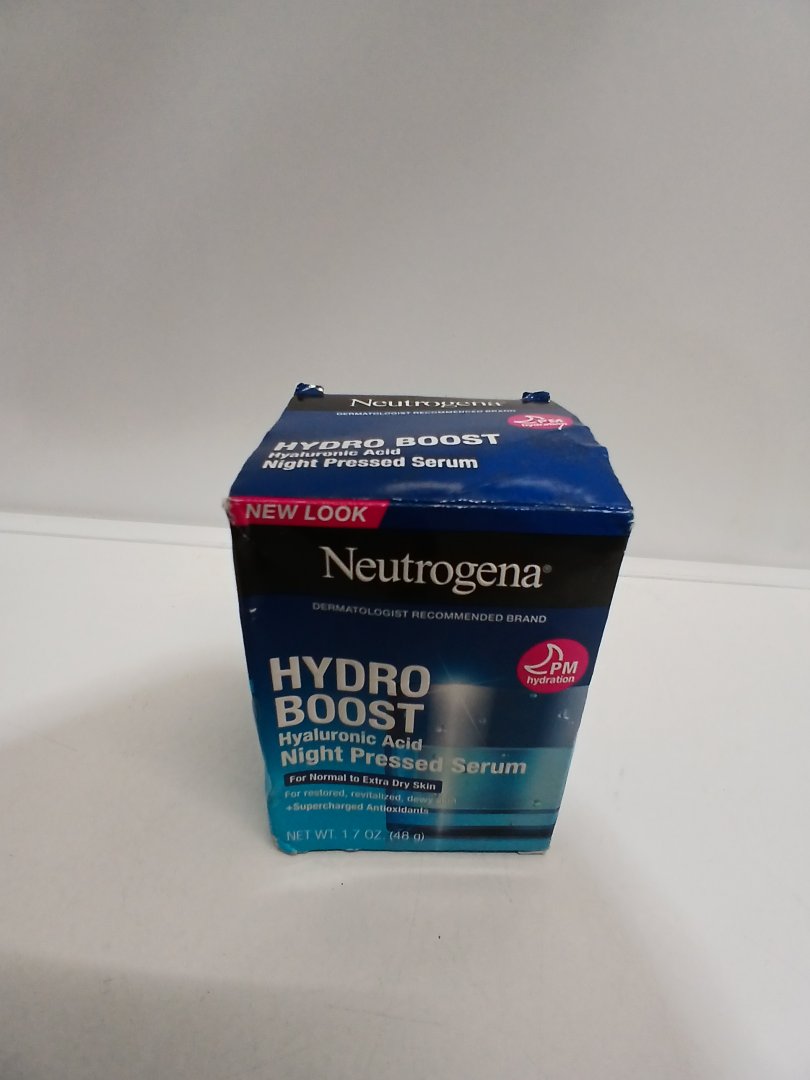 Neutrogena
DERMATOLOGIST RECOMMENDED BRAND
PM
hydration
HYDRO BOOST
Hyaluronic Acid
Night Pressed Serum
NEW LOOK
Neutrogena®
DERMATOLOGIST RECOMMENDED BRAND
PM
hydration
HYDRO
BOOST
Hyaluronic Acid
Night Pressed Serum
For Normal to Extra Dry Skin
For restored, revitalized, dewy skin
+Supercharged Antioxidants
NET WT. 1.7 OZ. (48 g)